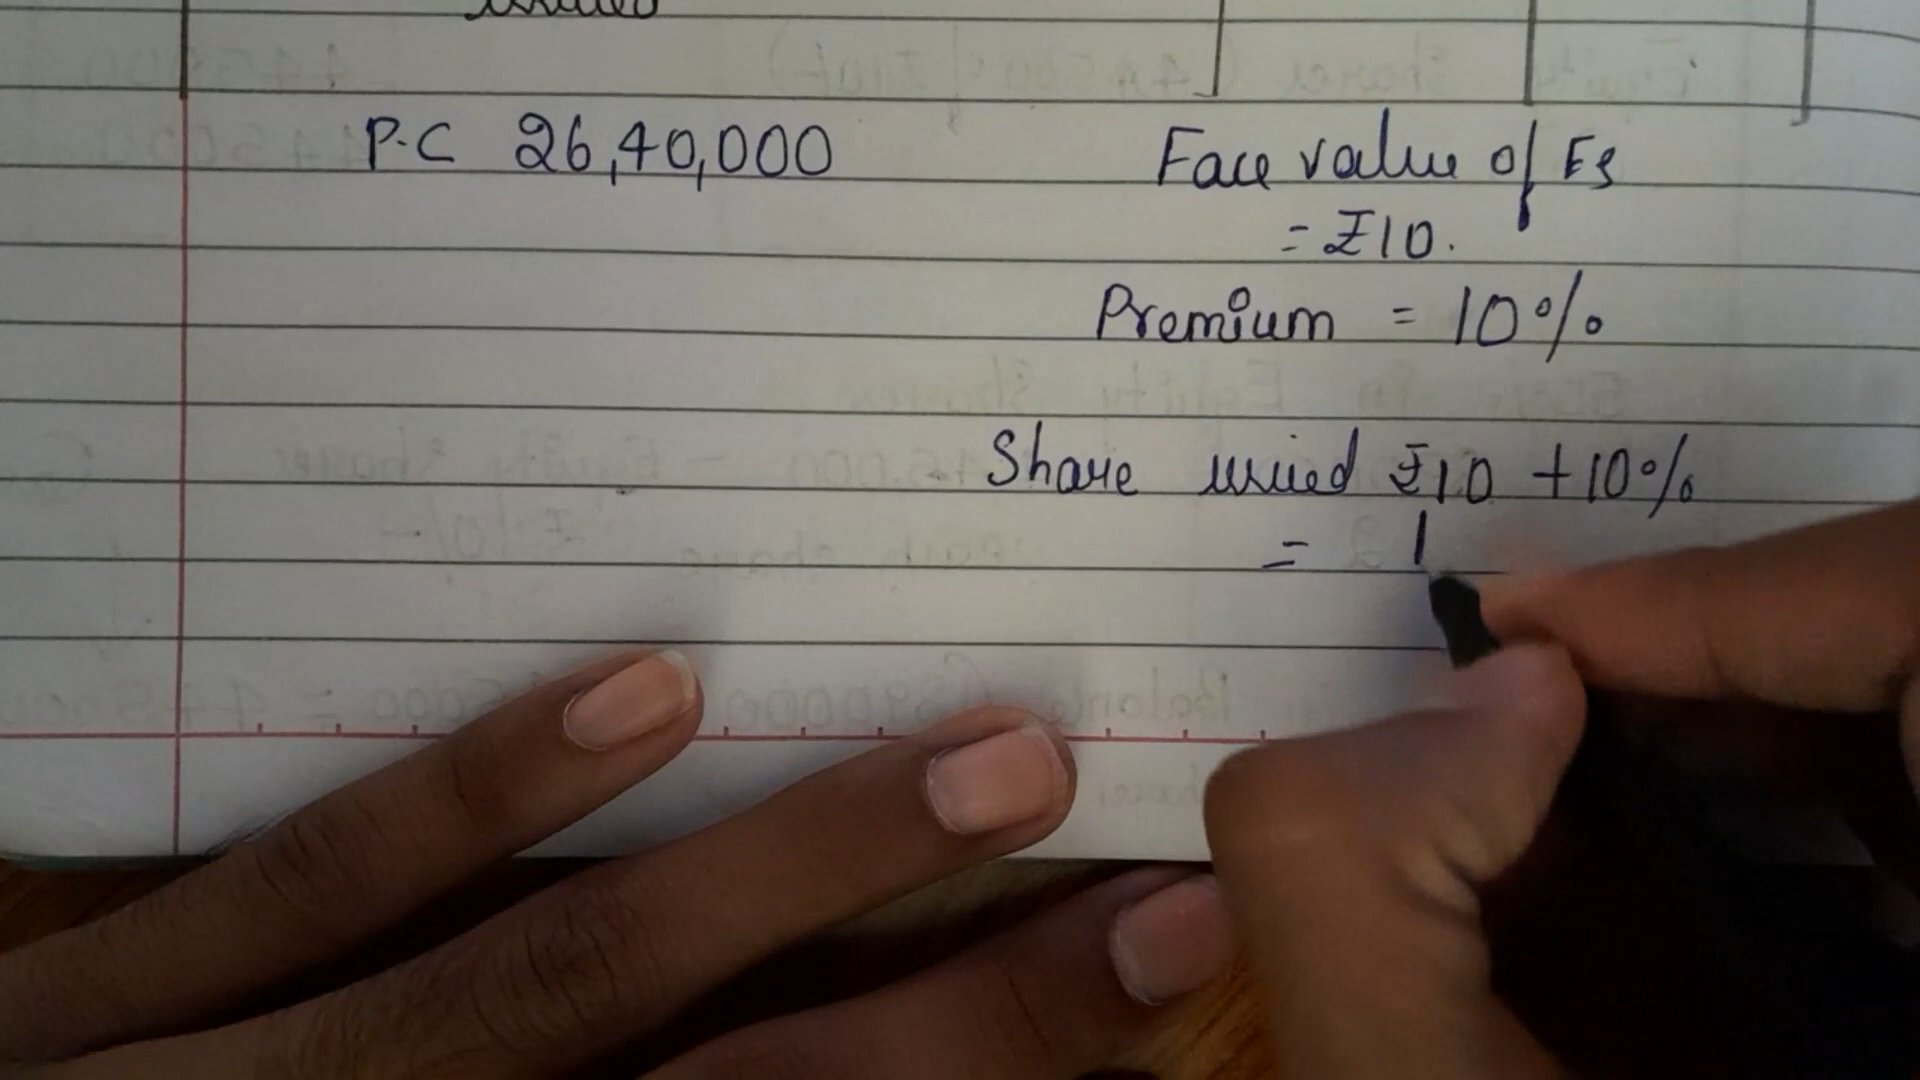 P.C 26,40,000
Face value of Es
= ₹10.
Premium = 10%
Share issued ₹10 +10%
= 1